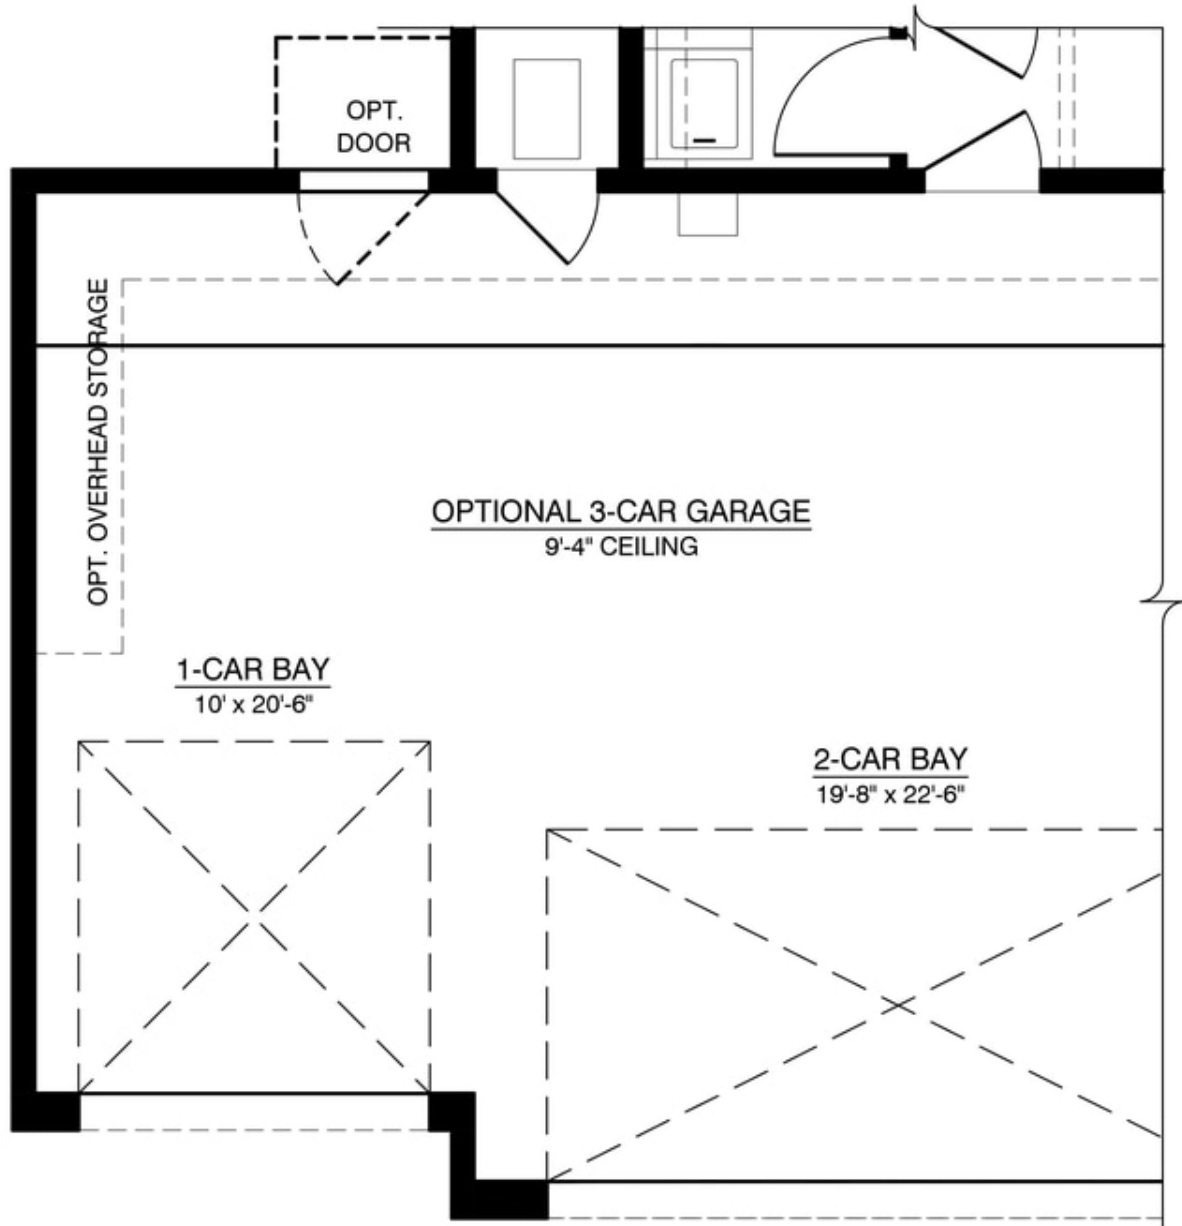 OPT.
DOOR
OPT. OVERHEAD STORAGE
OPTIONAL 3-CAR GARAGE
9'-4" CEILING
1-CAR BAY
10' x 20'-6"
2-CAR BAY
19'-8" x 22'-6"